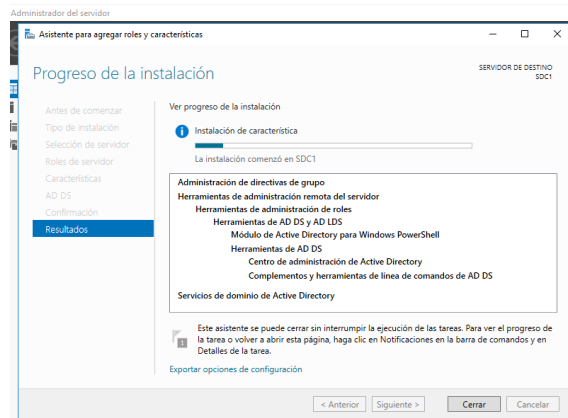 Administrador del servidor
Asistente para agregar roles y características
Progreso de la instalación
SERVIDOR DE DESTINO
SDC1
Antes de comenzar
Tipo de instalación
Selección de servidor
Roles de servidor
Características
AD DS
Confirmación
Resultados
Ver progreso de la instalación
Instalación de característica
La instalación comenzó en SDC1
Administración de directivas de grupo
Herramientas de administración remota del servidor
Herramientas de administración de roles
Herramientas de AD DS y AD LDS
Módulo de Active Directory para Windows PowerShell
Herramientas de AD DS
Centro de administración de Active Directory
Complementos y herramientas de línea de comandos de AD DS
Servicios de dominio de Active Directory
1
Este asistente se puede cerrar sin interrumpir la ejecución de las tareas. Para ver el progreso de
la tarea o volver a abrir esta página, haga clic en Notificaciones en la barra de comandos y en
Detalles de la tarea.
Exportar opciones de configuración
< Anterior
Siguiente >
Cerrar
Cancelar